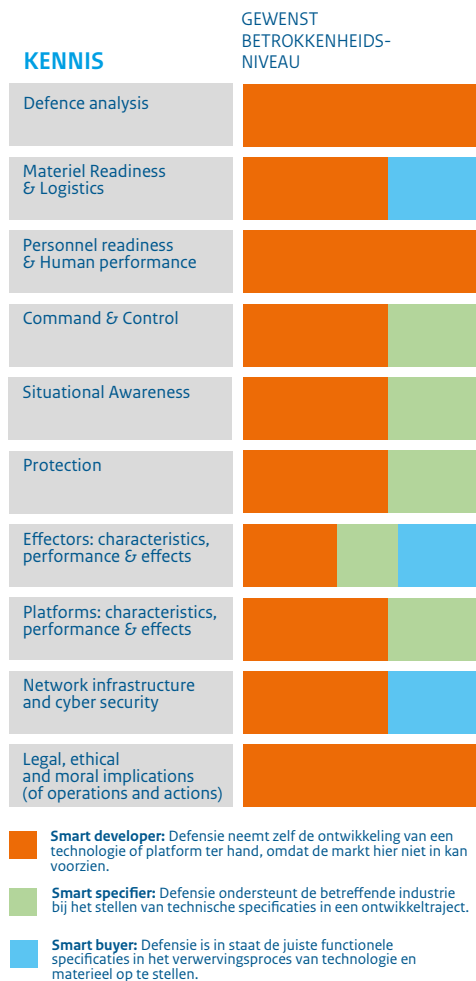 GEWENST
BETROKKENHEIDS-
NIVEAU
KENNIS
Defence analysis
Materiel Readiness
& Logistics
Personnel readiness
& Human performance
Command & Control
Situational Awareness
Protection
Effectors: characteristics,
performance & effects
Platforms: characteristics,
performance & effects
Network infrastructure
and cyber security
Legal, ethical
and moral implications
(of operations and actions)
Smart developer: Defensie neemt zelf de ontwikkeling van een
technologie of platform ter hand, omdat de markt hier niet in kan
voorzien.
Smart specifier: Defensie ondersteunt de betreffende industrie
bij het stellen van technische specificaties in een ontwikkeltraject.
Smart buyer: Defensie is in staat de juiste functionele
specificaties in het verwervingsproces van technologie en
materieel op te stellen.